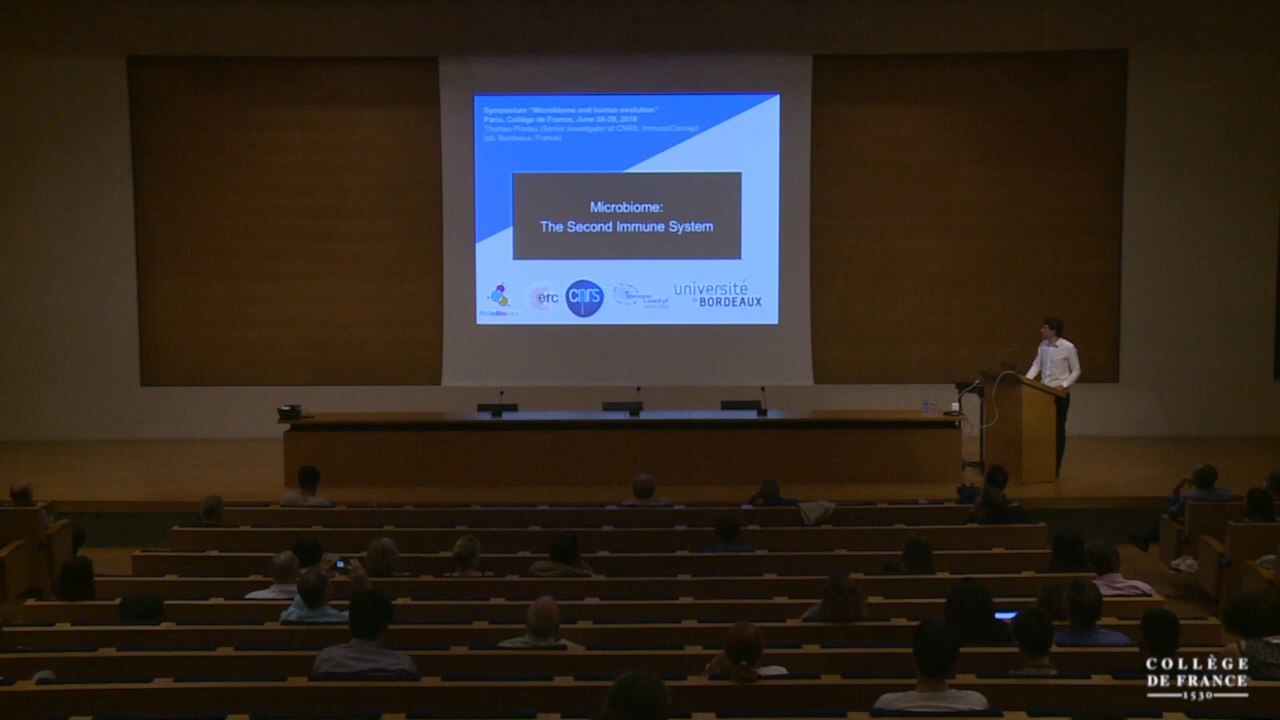 Symposium "Microbiome and human evolution"
Paris, Collège de France, June 28-29, 2018
Thomas Pradeu (Senior investigator at CNRS, ImmunoConcept
lab, Bordeaux, France)
Microbiome:
The Second Immune System
erc
cnrs
université
de BORDEAUX
COLLÈGE
DE FRANCE
1530